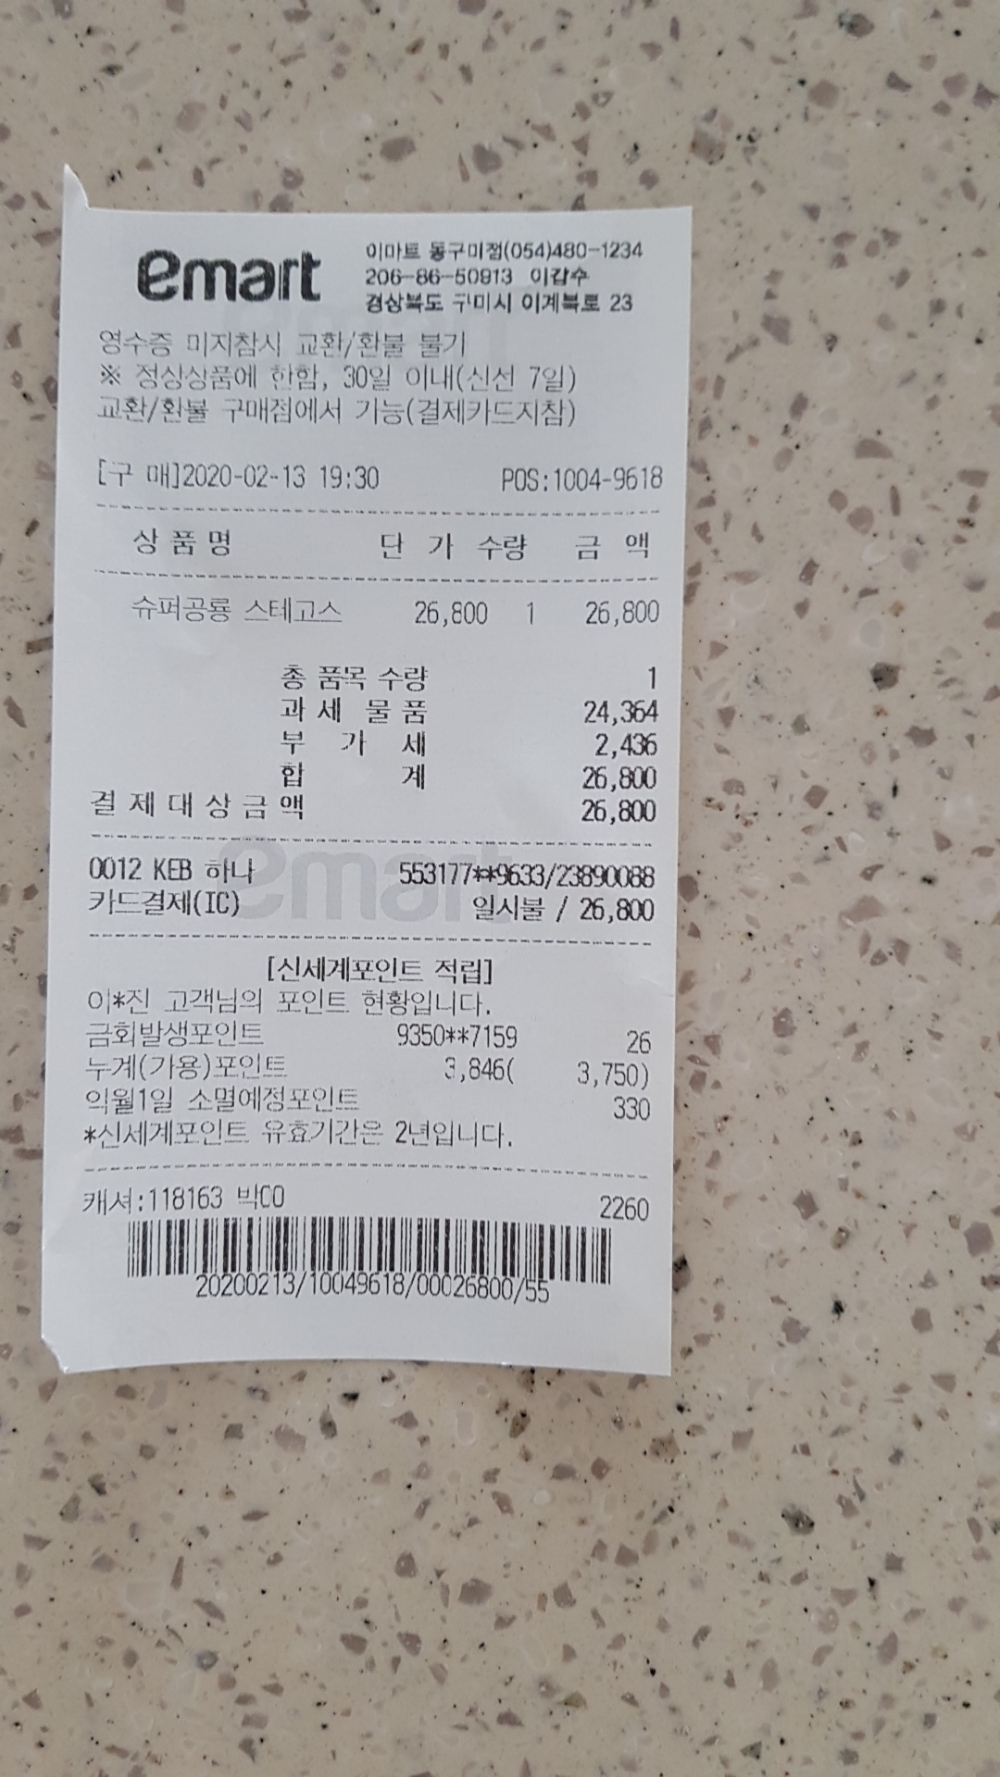 emart
이마트 동구미점(054)480-1234
206-86-50913 이갑수
경상북도 구미시 이계북로 23
영수증 미지참시 교환/환불 불가
※ 정상상품에 한함, 30일 이내(신선 7일)
교환/환불 구매점에서 가능(결제카드지참)
[구 매]2020-02-13 19:30 POS:1004-9618
상 품 명 단 가 수량 금 액
슈퍼공룡 스테고스 26,800 1 26,800
총 품목 수량 1
과 세 물 품 24,364
부 가 세 2,436
합 계 26,800
결 제 대 상 금 액 26,800
0012 KEB 하나 553177**9633/23890088
카드결제(IC) 일시불 / 26,800
[신세계포인트 적립]
이*진 고객님의 포인트 현황입니다.
금회발생포인트 9350**7159 26
누계(가용)포인트 3,846( 3,750)
익월1일 소멸예정포인트 330
*신세계포인트 유효기간은 2년입니다.
캐셔:118163 박CO 2260
20200213/10049618/00026800/55